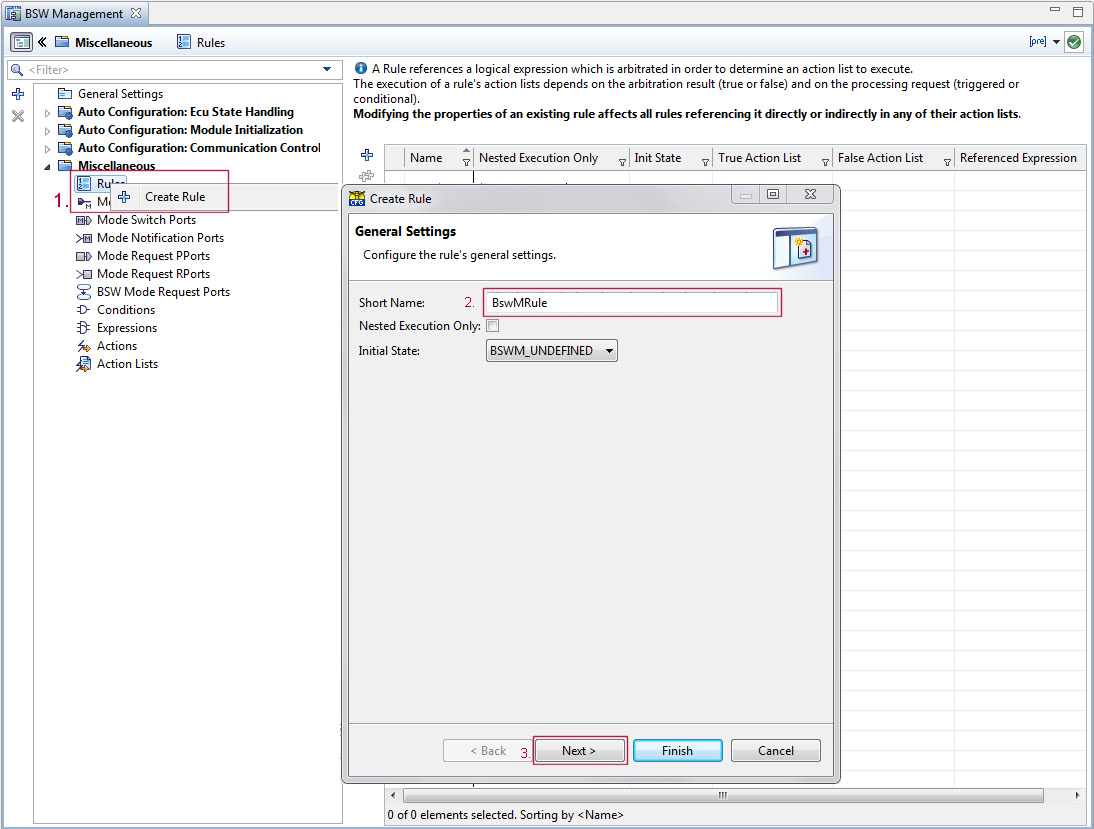 BSW Management
Miscellaneous
Rules
[pre]
<Filter>
General Settings
Auto Configuration: Ecu State Handling
Auto Configuration: Module Initialization
Auto Configuration: Communication Control
Miscellaneous
1.
Create Rule
Mode Switch Ports
Mode Notification Ports
Mode Request PPorts
Mode Request RPorts
BSW Mode Request Ports
Conditions
Expressions
Actions
Action Lists
A Rule references a logical expression which is arbitrated in order to determine an action list to execute.
The execution of a rule's action lists depends on the arbitration result (true or false) and on the processing request (triggered or
conditional).
Modifying the properties of an existing rule affects all rules referencing it directly or indirectly in any of their action lists.
Name Nested Execution Only Init State True Action List False Action List Referenced Expression
CFG Create Rule
General Settings
Configure the rule's general settings.
Short Name: 2. BswMRule
Nested Execution Only:
Initial State: BSWM_UNDEFINED
< Back 3. Next > Finish Cancel
0 of 0 elements selected. Sorting by <Name>